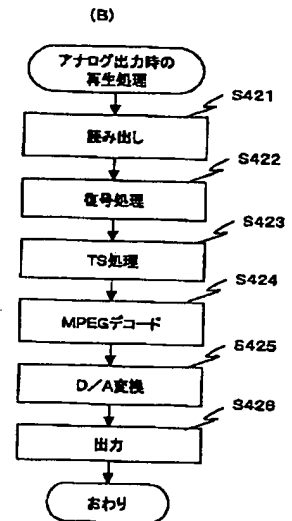 (B)
アナログ出力時の
再生処理
S421
読み出し
S422
復号処理
S423
TS処理
S424
MPEGデコード
S425
D/A変換
S426
出力
おわり